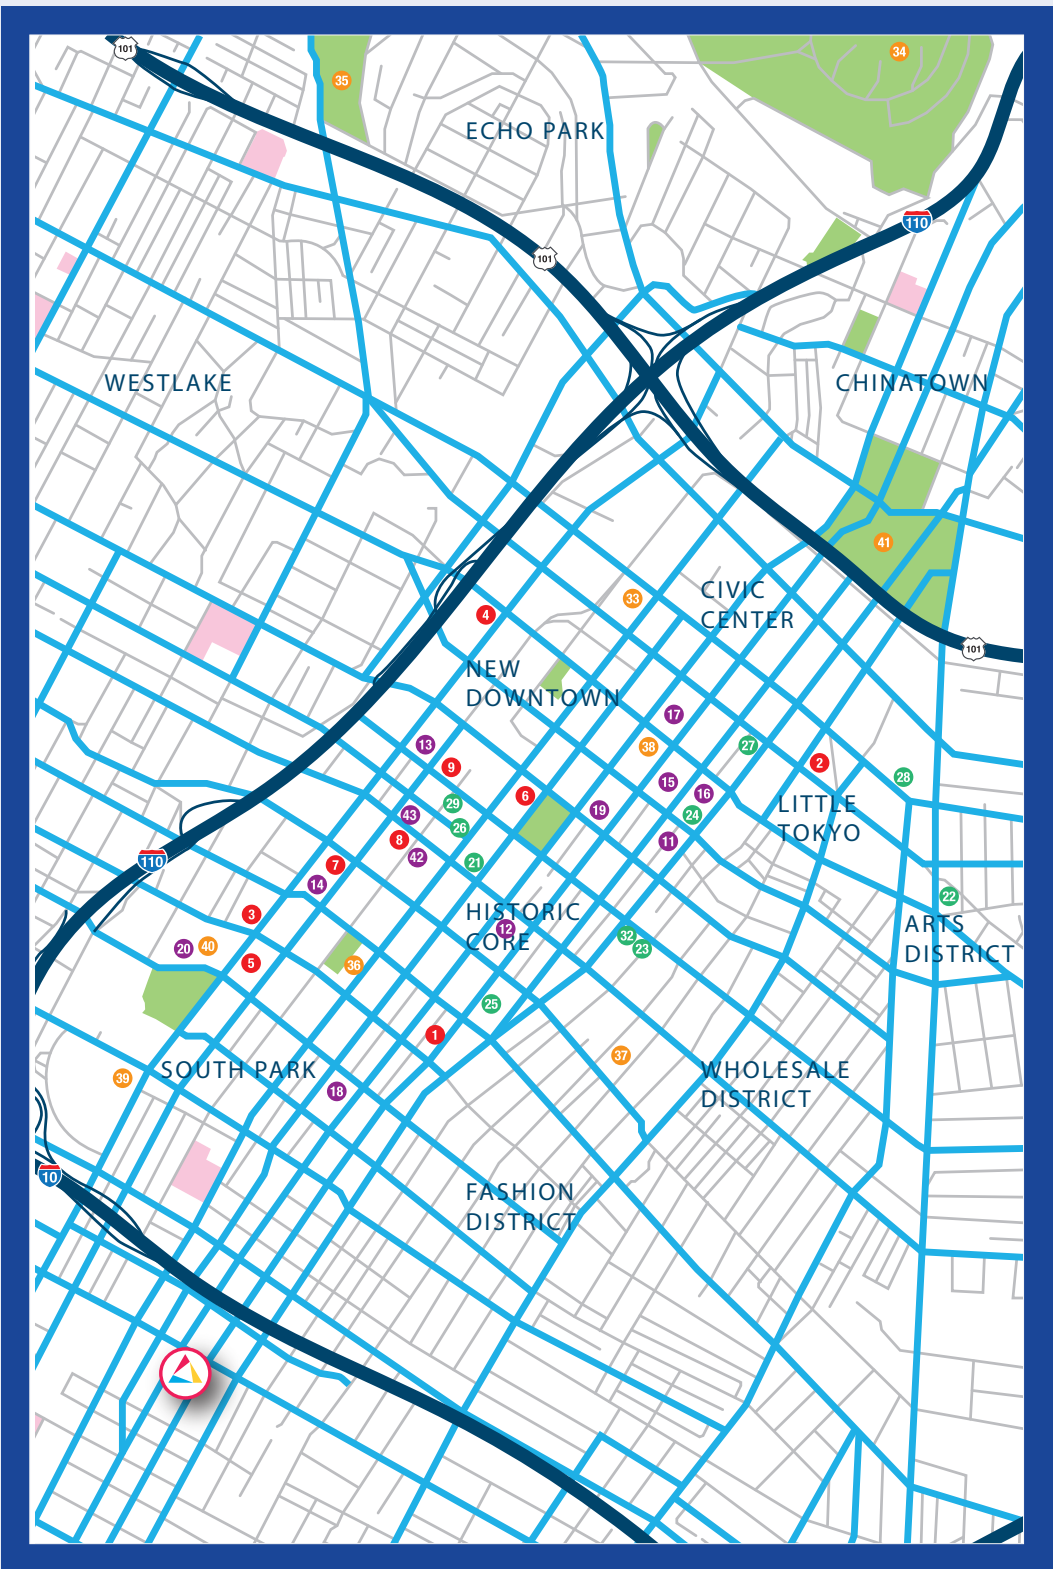 101
35
34
ECHO PARK
110
101
WESTLAKE
CHINATOWN
41
CIVIC
CENTER
33
4
101
NEW
DOWNTOWN
17
13
38
27
9
2
28
15
6
16
29
LITTLE
TOKYO
19
43
24
26
8
11
42
21
110
7
14
22
HISTORIC
CORE
3
12
ARTS
DISTRICT
32
23
20
40
5
36
25
1
37
SOUTH PARK
WHOLESALE
DISTRICT
39
18
10
FASHION
DISTRICT